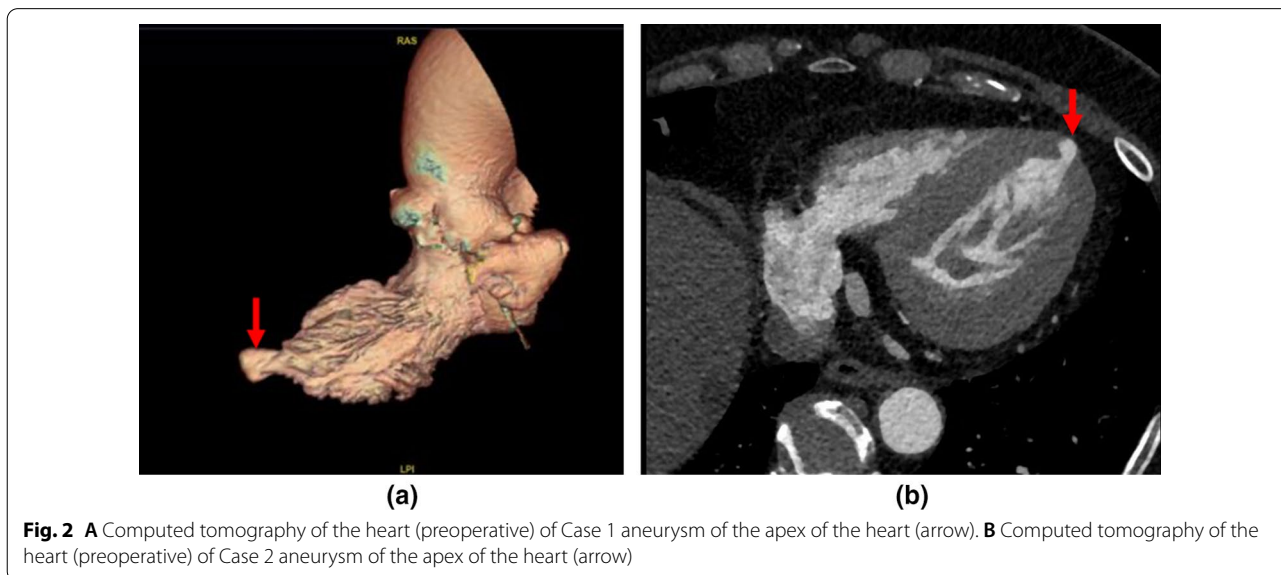 RAS
LPI
(a)
(b)
Fig. 2 A Computed tomography of the heart (preoperative) of Case 1 aneurysm of the apex of the heart (arrow). B Computed tomography of the
heart (preoperative) of Case 2 aneurysm of the apex of the heart (arrow)